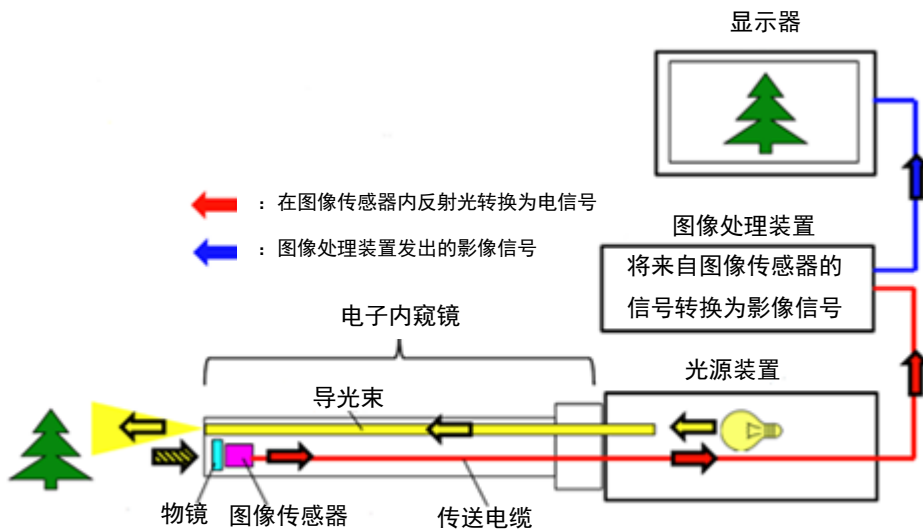 显示器
：在图像传感器内反射光转换为电信号
：图像处理装置发出的影像信号
图像处理装置
将来自图像传感器的
信号转换为影像信号
电子内窥镜
光源装置
导光束
物镜
图像传感器
传送电缆